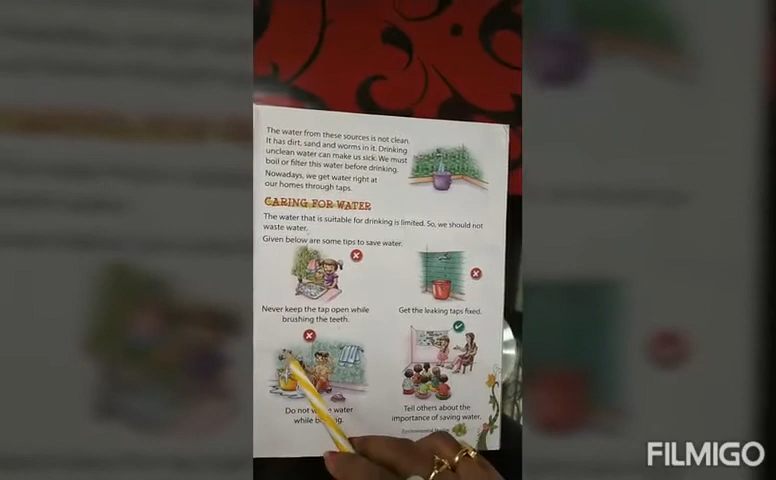 The water from these sources is not clean.
It has dirt, sand and worms in it. Drinking
unclean water can make us sick. We must
boil or filter this water before drinking.
Nowadays, we get water right at
our homes through taps.
CARING FOR WATER
The water that is suitable for drinking is limited. So, we should not
waste water.
Given below are some tips to save water.
Never keep the tap open while
brushing the teeth.
Get the leaking taps fixed.
Do not water
while
Tell others about the
importance of saving water.
FILMIGO